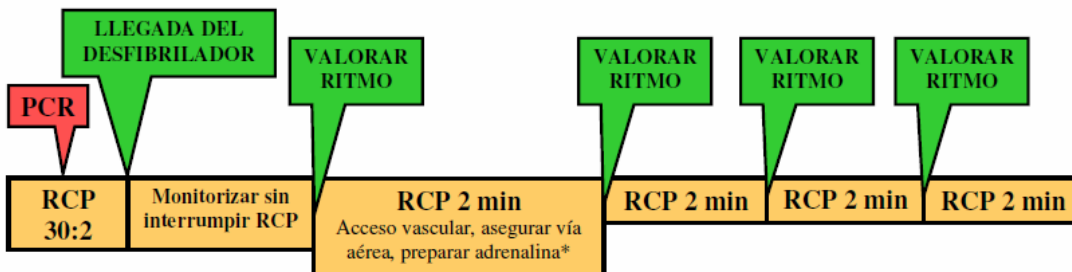 LLEGADA DEL
DESFIBRILADOR
VALORAR
RITMO
VALORAR
RITMO
VALORAR
RITMO
VALORAR
RITMO
PCR
RCP
30:2
Monitorizar sin
interrumpir RCP
RCP 2 min
Acceso vascular, asegurar vía
aérea, preparar adrenalina*
RCP 2 min
RCP 2 min
RCP 2 min